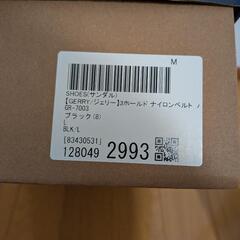 M
SHOES(サンダル)
【GERRY/ジェリー】3ホールド ナイロンベルト ノ
GR-7003
ブラック(8)
L
BLK/L
[83430531]
128049 2993